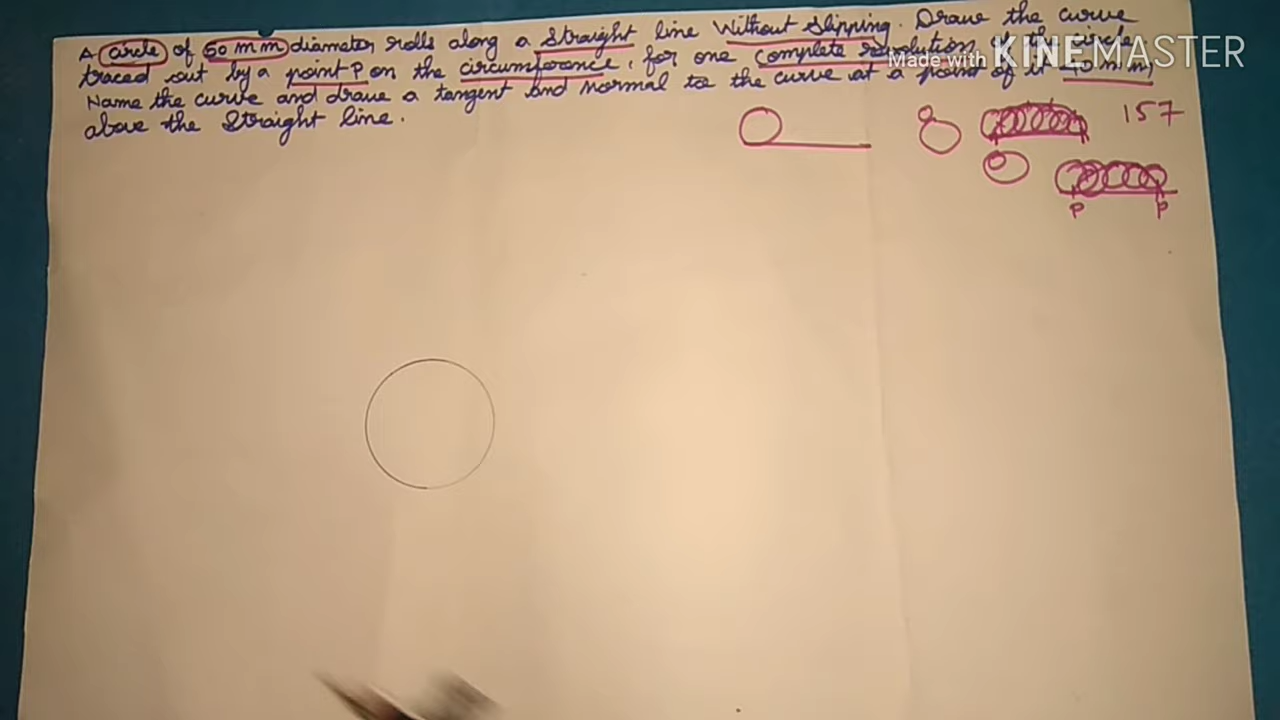 A circle of 50 mm diameter rolls along a straight line without slipping. Draw the curve
traced out by a point P on the circumference, for one complete revolution of the circle.
Name the curve and draw a tangent and normal to the curve at a point of it 40 mm
above the straight line.
Made with KINEMASTER
157
P P